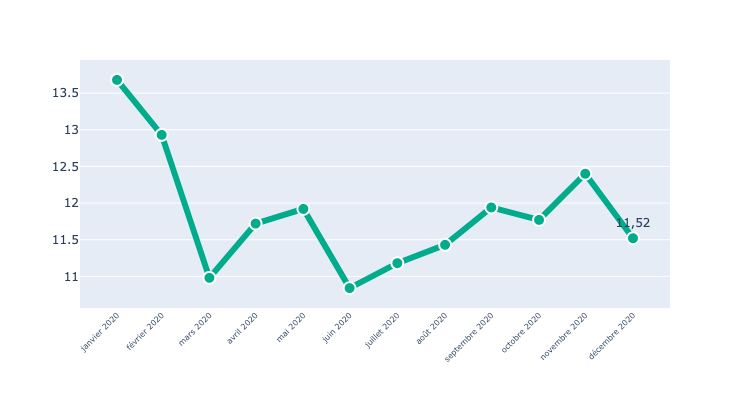 13.5
13
12.5
12
11.5
11
11,52
janvier 2020
février 2020
mars 2020
avril 2020
mai 2020
juin 2020
juillet 2020
août 2020
septembre 2020
octobre 2020
novembre 2020
décembre 2020